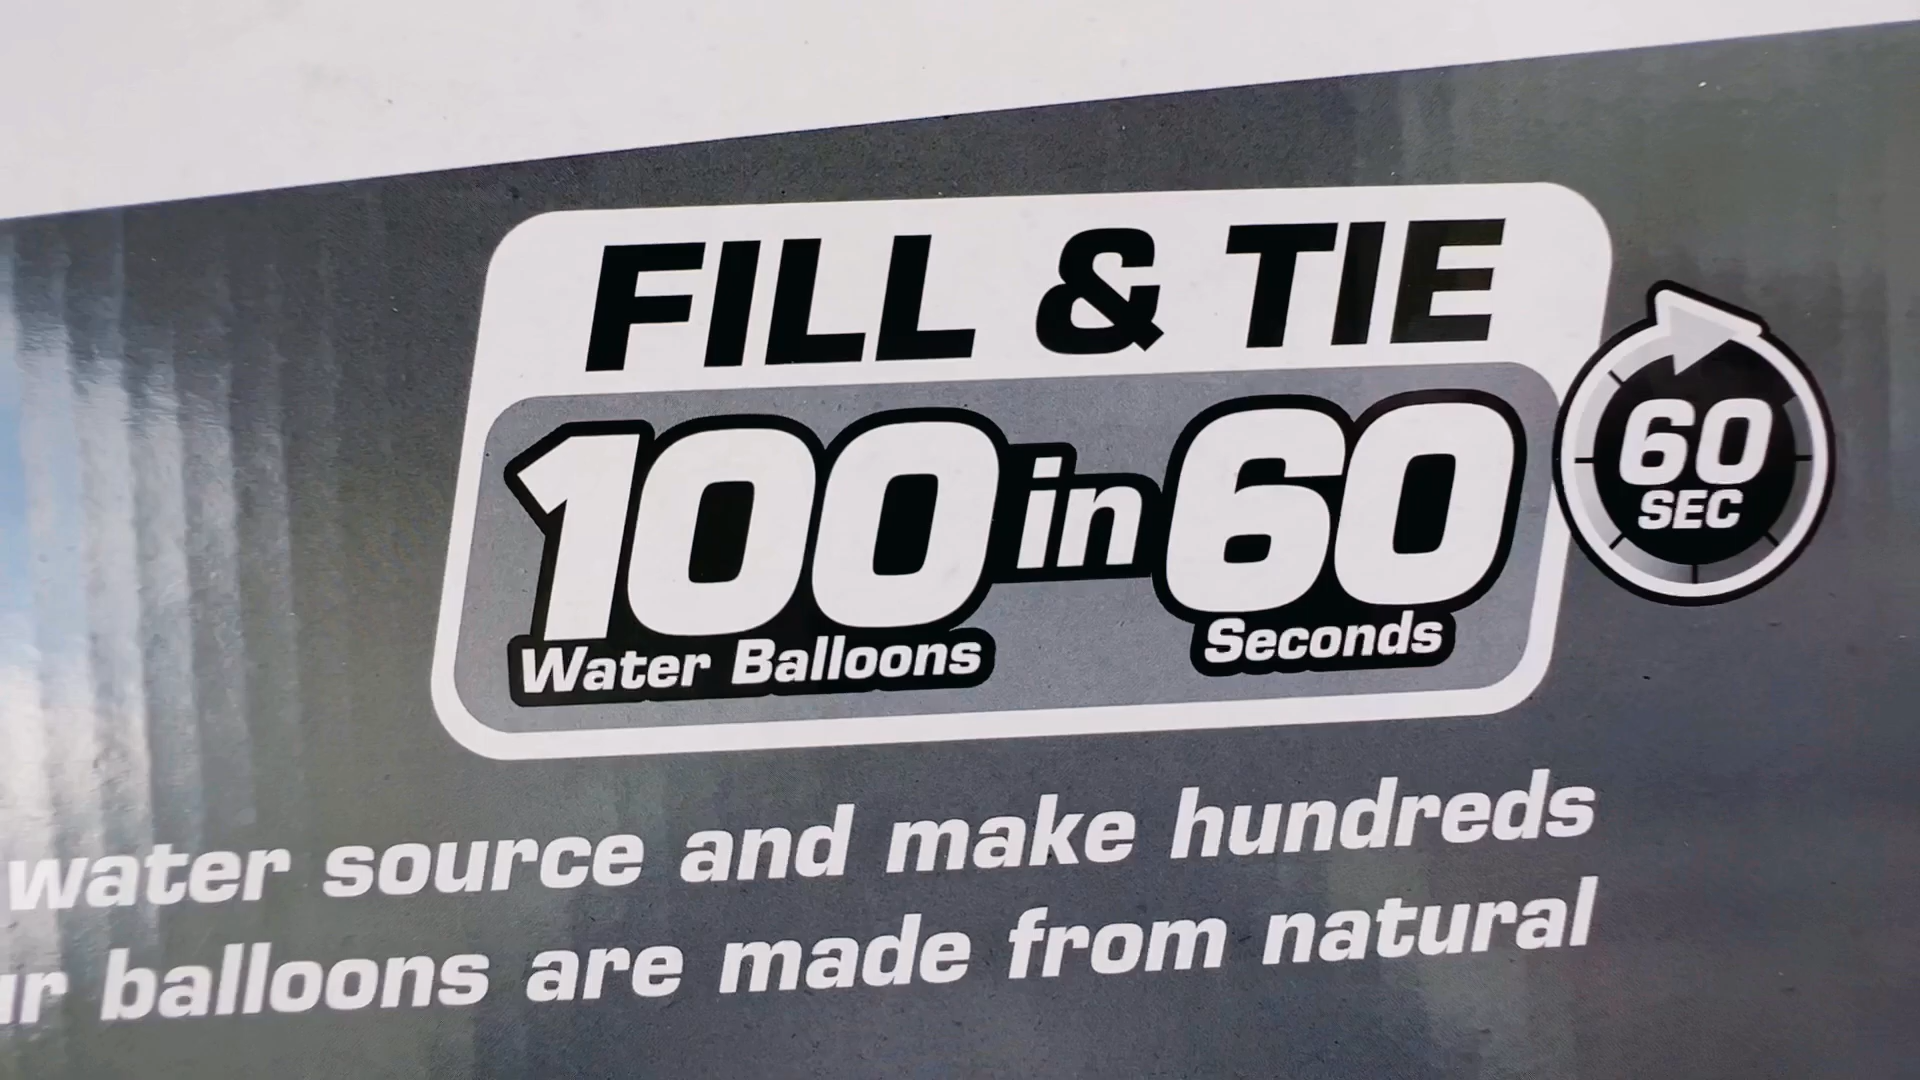 FILL & TIE
100 in 60
Water Balloons Seconds
60
SEC
water source and make hundreds
balloons are made from natural